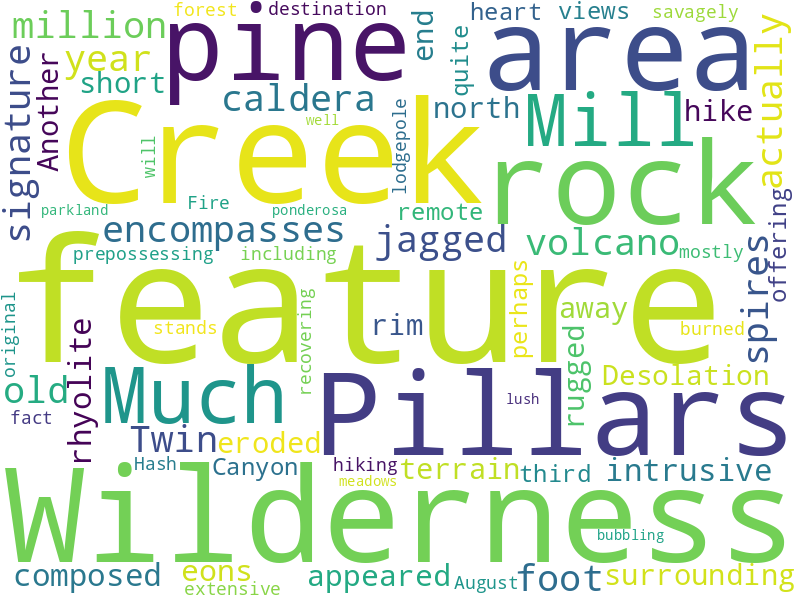 forest
destination
heart
views
savagely
million
pine
end
area
year
short
quite
actually
signature
Another
caldera
north
Mill
hike
Creek
well
lodgepole
will
rock
parkland
Fire
ponderosa
remote
encompasses
jagged
volcano
mostly
offering
prepossessing
including
feature
spires
original
stands
recovering
rim
perhaps
away
burned
rhyolite
rugged
Desolation
old
Much
Pillars
lush
fact
Twin
eroded
Hash
Canyon
hiking
terrain
third
intrusive
meadows
Wilderness
bubbling
composed
eons
extensive
appeared
August
foot
surrounding